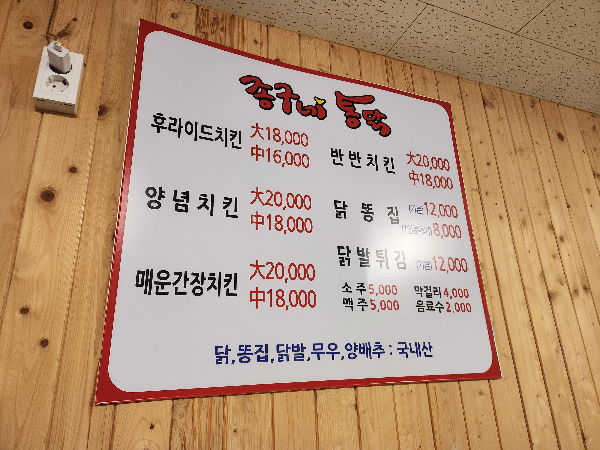 종구네 통닭
후라이드치킨 大18,000
中16,000
양념치킨 大20,000
中18,000
매운간장치킨 大20,000
中18,000
반반치킨 大20,000
中18,000
닭똥집 12,000
8,000
닭발튀김 12,000
소주 5,000 막걸리 4,000
맥주 5,000 음료수 2,000
닭,똥집,닭발,무우,양배추 : 국내산